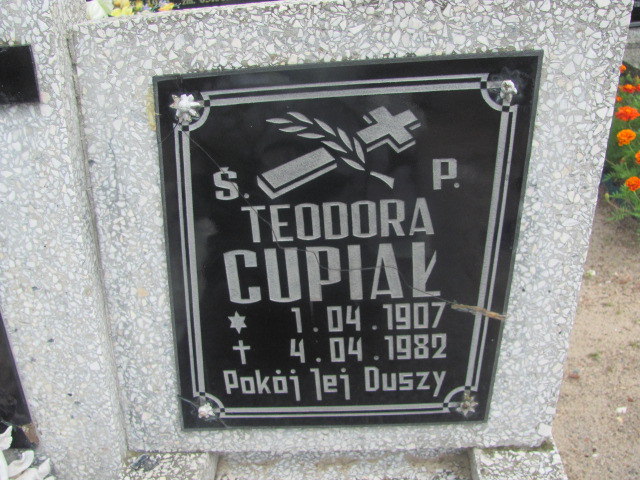 Ś. P.
TEODORA
CUPIAŁ
1.04.1907
4.04.1982
Pokój Jej Duszy